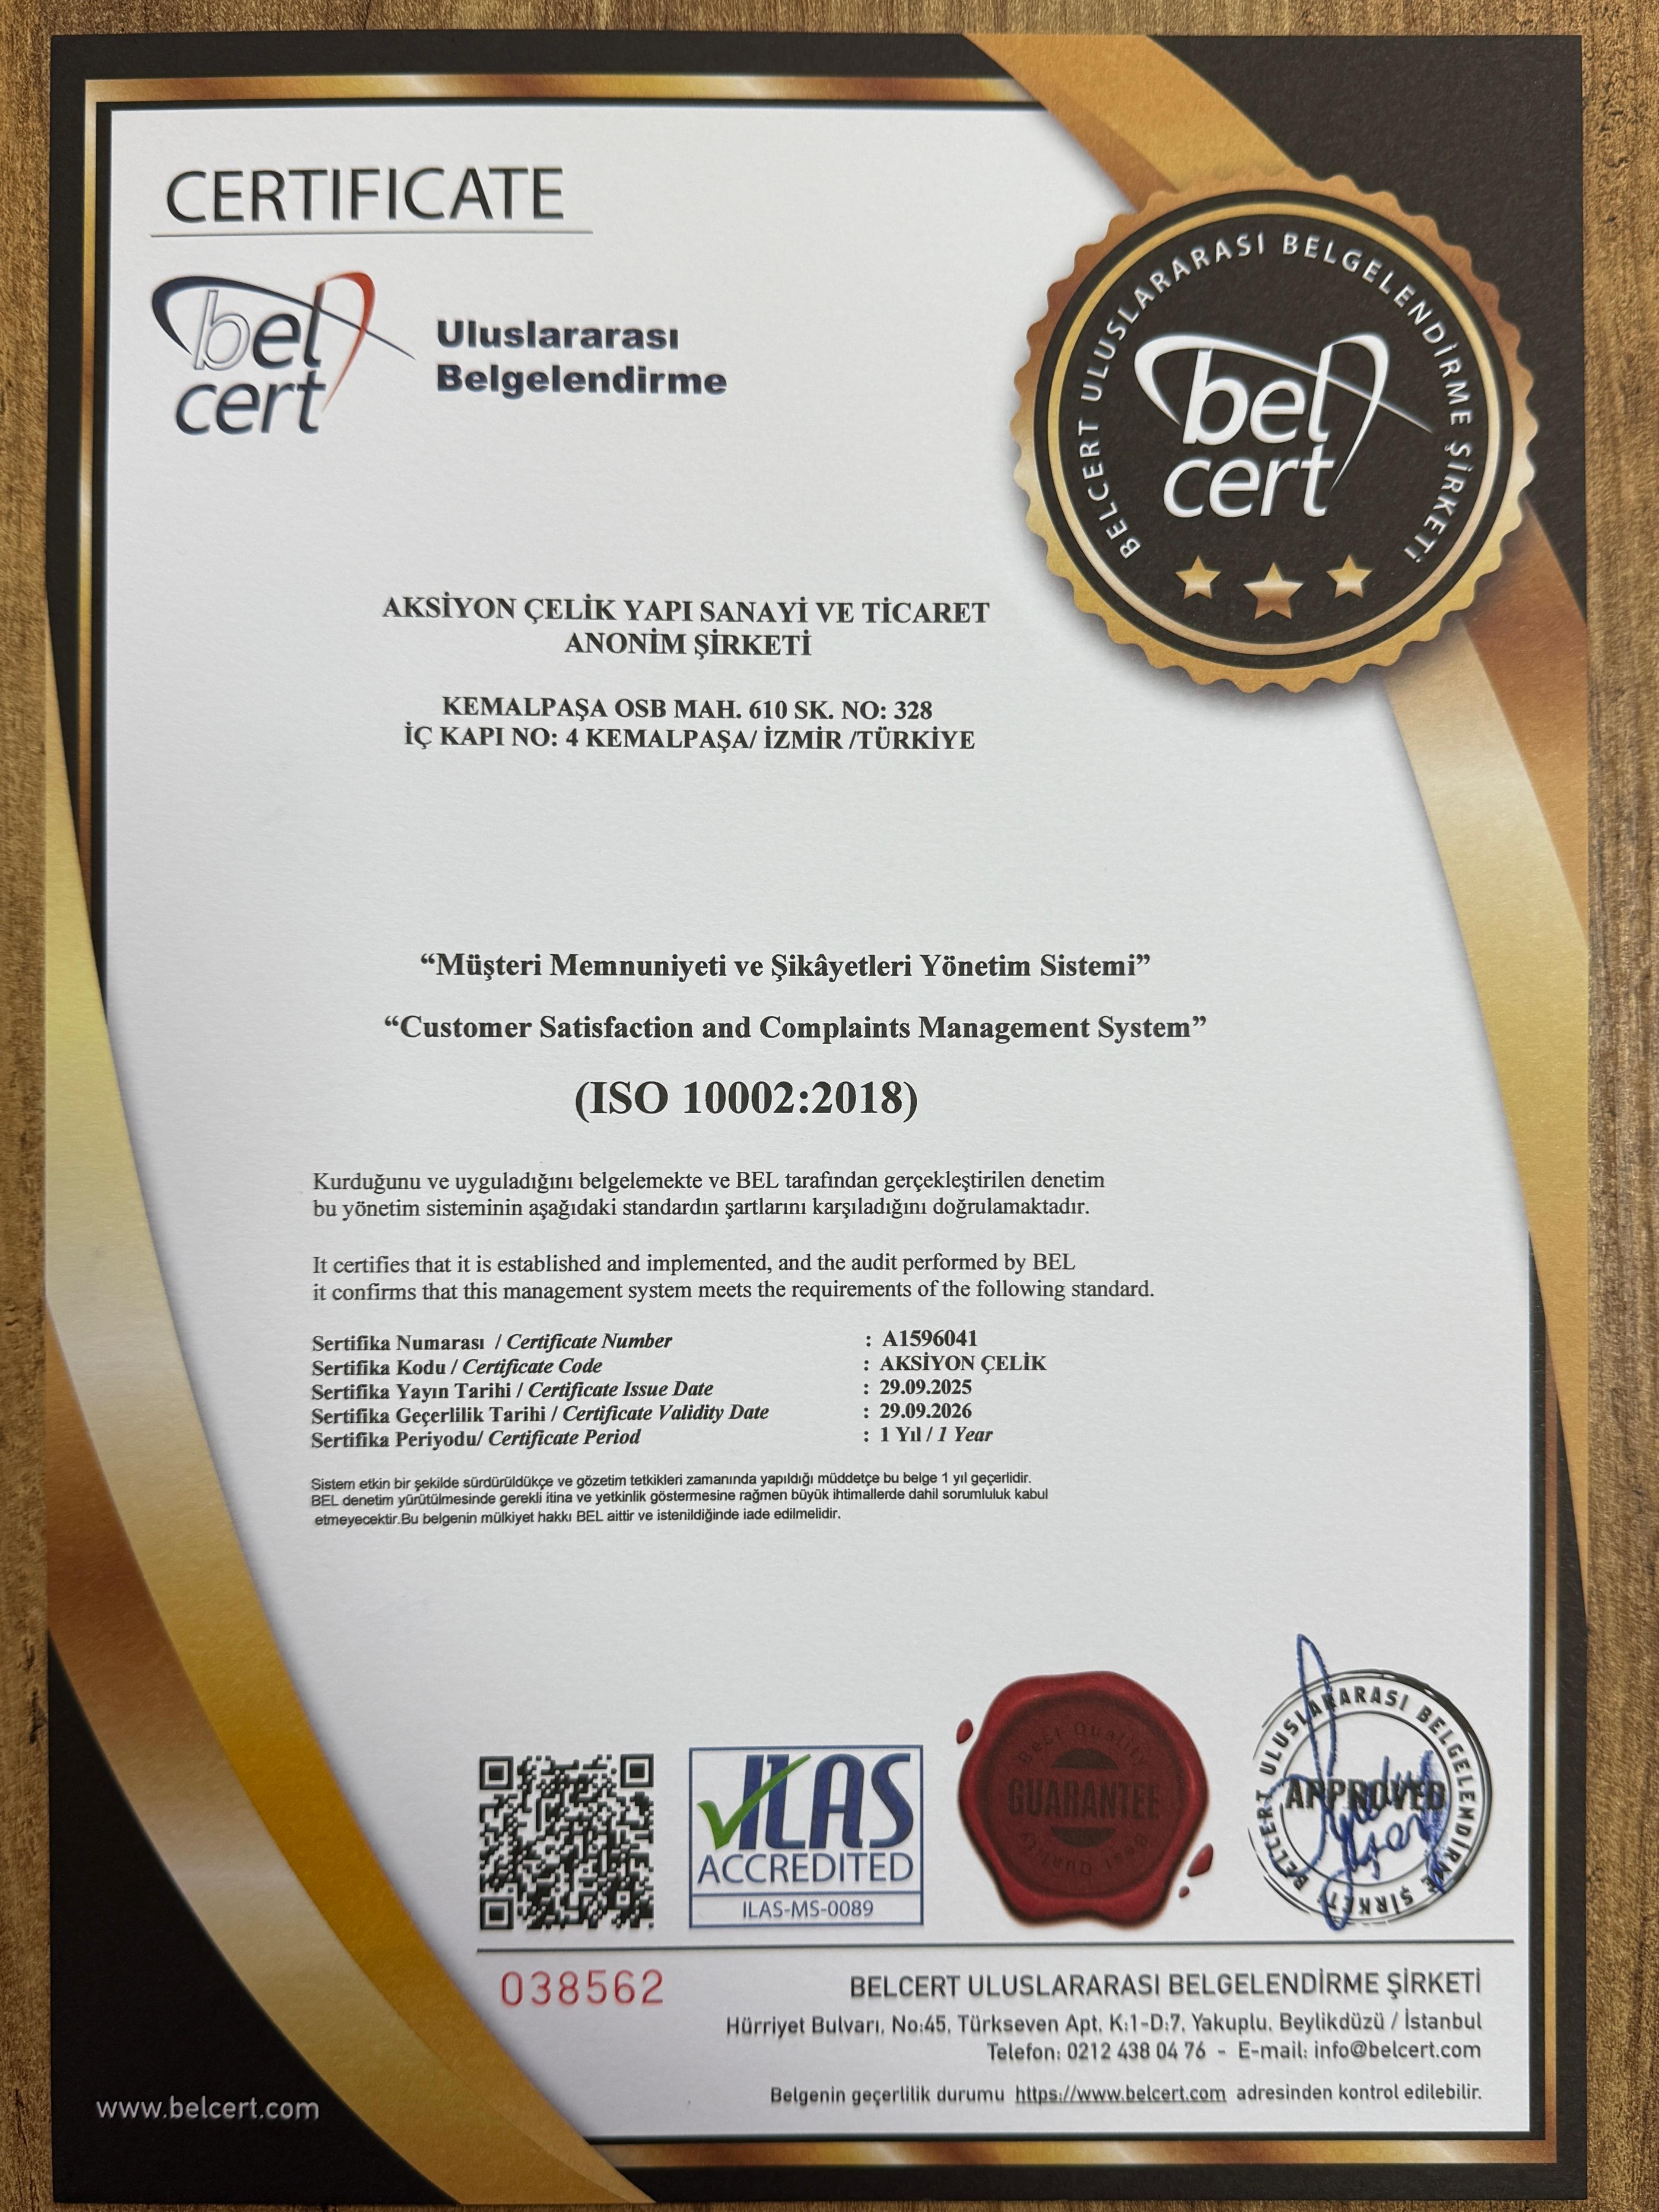 CERTIFICATE
bel
cert
Uluslararası
Belgelendirme
BELCERT ULUSLARARASI BELGELENDİRME ŞİRKETİ
bel
cert
AKSİYON ÇELİK YAPI SANAYİ VE TİCARET
ANONİM ŞİRKETİ
KEMALPAŞA OSB MAH. 610 SK. NO: 328
İÇ KAPI NO: 4 KEMALPAŞA/ İZMİR /TÜRKİYE
“Müşteri Memnuniyeti ve Şikâyetleri Yönetim Sistemi”
“Customer Satisfaction and Complaints Management System”
(ISO 10002:2018)
Kurduğunu ve uyguladığını belgelemekte ve BEL tarafından gerçekleştirilen denetim
bu yönetim sisteminin aşağıdaki standardın şartlarını karşıladığını doğrulamaktadır.
It certifies that it is established and implemented, and the audit performed by BEL
it confirms that this management system meets the requirements of the following standard.
Sertifika Numarası / Certificate Number : A1596041
Sertifika Kodu / Certificate Code : AKSİYON ÇELİK
Sertifika Yayın Tarihi / Certificate Issue Date : 29.09.2025
Sertifika Geçerlilik Tarihi / Certificate Validity Date : 29.09.2026
Sertifika Periyodu/ Certificate Period : 1 Yıl / 1 Year
Sistem etkin bir şekilde sürdürüldükçe ve gözetim tetkikleri zamanında yapıldığı müddetçe bu belge 1 yıl geçerlidir.
BEL denetim yürütülmesinde gerekli itina ve yetkinlik göstermesine rağmen büyük ihtimallerde dahil sorumluluk kabul
etmeyecektir.Bu belgenin mülkiyet hakkı BEL aittir ve istenildiğinde iade edilmelidir.
ILAS
ACCREDITED
ILAS-MS-0089
Best Quality
GUARANTEE
Best Quality
BELCERT ULUSLARARASI BELGELENDİRME ŞİRKETİ
APPROVED
038562
BELCERT ULUSLARARASI BELGELENDİRME ŞİRKETİ
Hürriyet Bulvarı, No:45, Türkseven Apt. K:1-D:7, Yakuplu, Beylikdüzü / İstanbul
Telefon: 0212 438 04 76 - E-mail: info@belcert.com
Belgenin geçerlilik durumu https://www.belcert.com adresinden kontrol edilebilir.
www.belcert.com